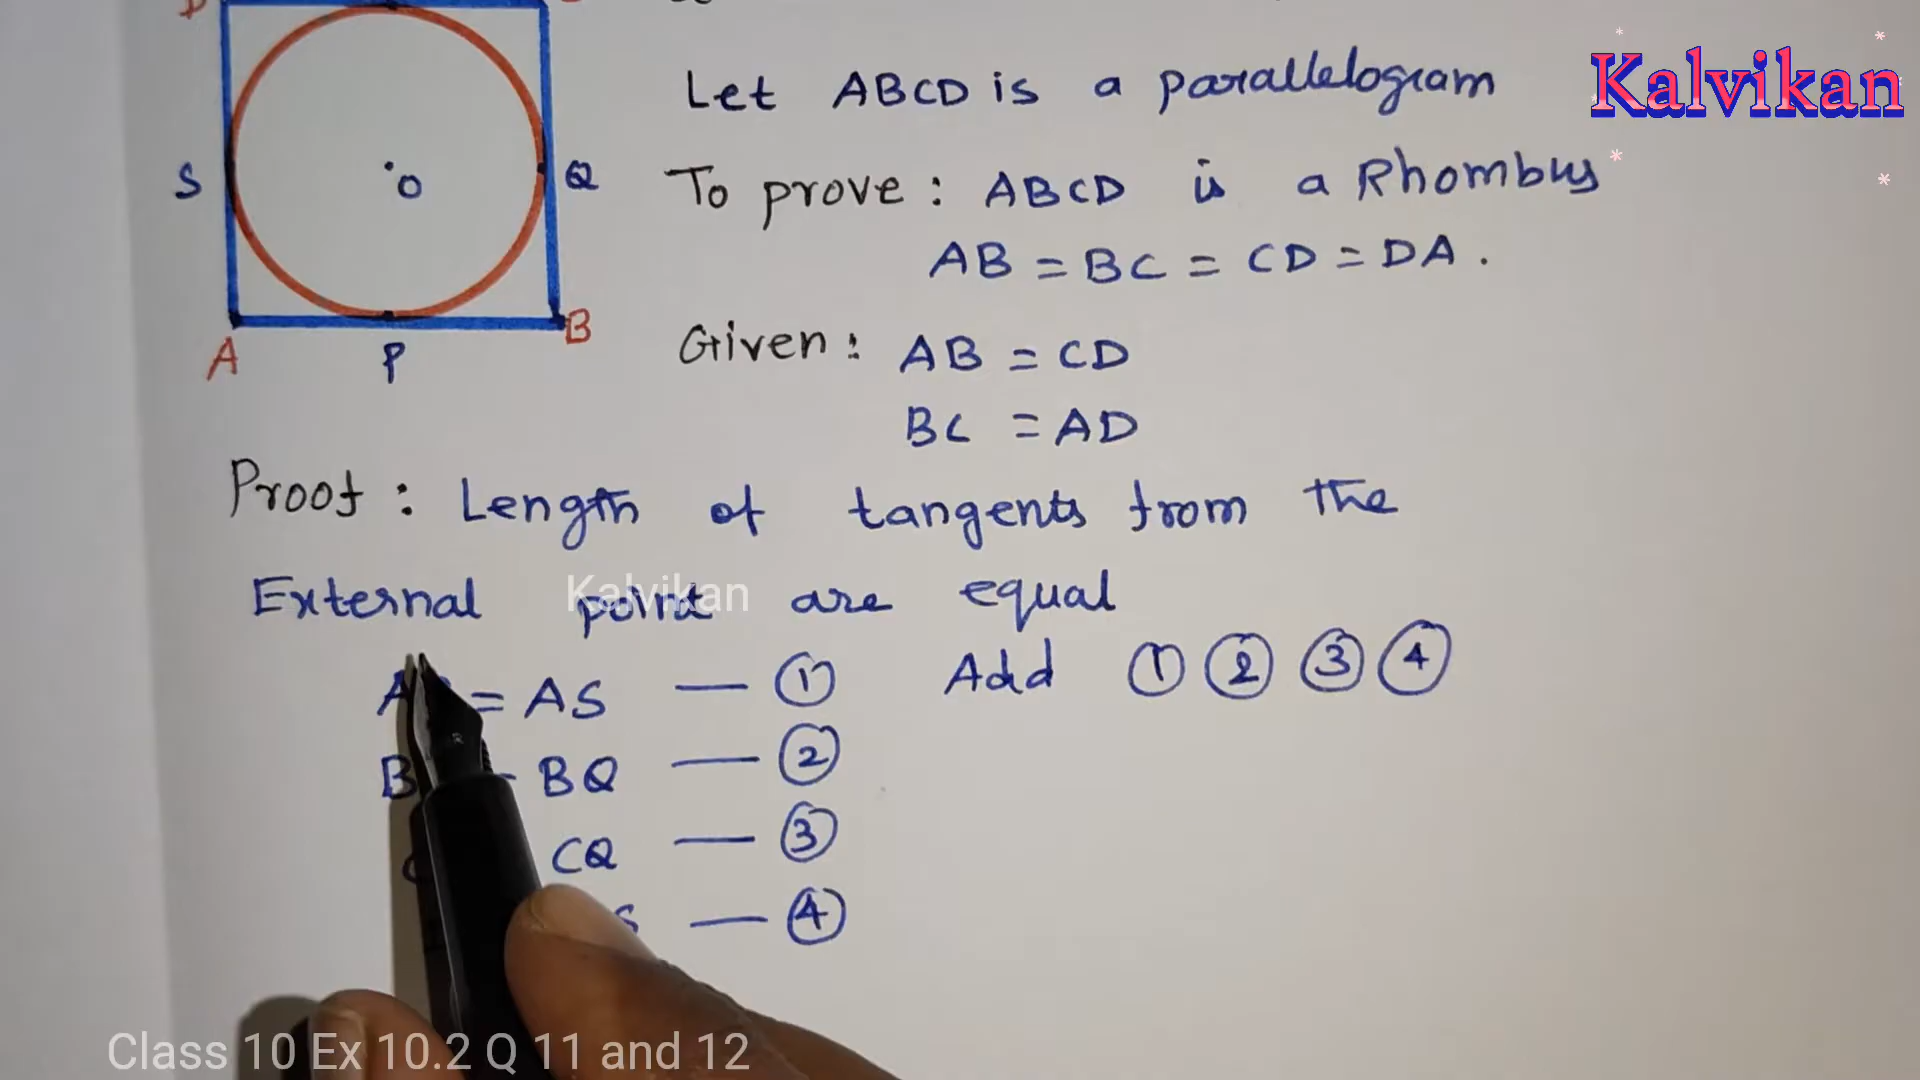 Kalvikan
Let ABCD is a parallelogram
S
O
Q
To prove : ABCD is a Rhombus
AB = BC = CD = DA .
A
P
B
Given : AB = CD
BC = AD
Proof : Length of tangents from the
External point are equal
Kalvikan
= AS — ①
Add ① ② ③ ④
BQ — ②
CQ — ③
— ④
Class 10 Ex 10.2 Q 11 and 12